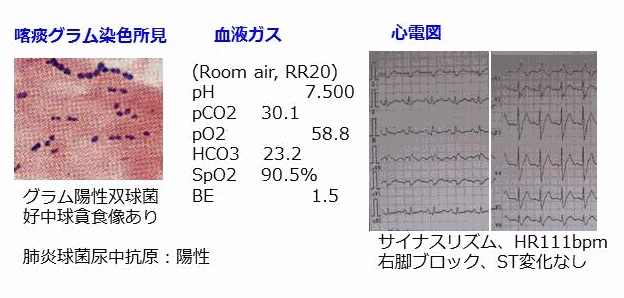 喀痰グラム染色所見
血液ガス
心電図
(Room air, RR20)
pH 7.500
pCO2 30.1
pO2 58.8
HCO3 23.2
SpO2 90.5%
BE 1.5
グラム陽性双球菌
好中球貪食像あり
肺炎球菌尿中抗原：陽性
サイナスリズム、HR111bpm
右脚ブロック、ST変化なし